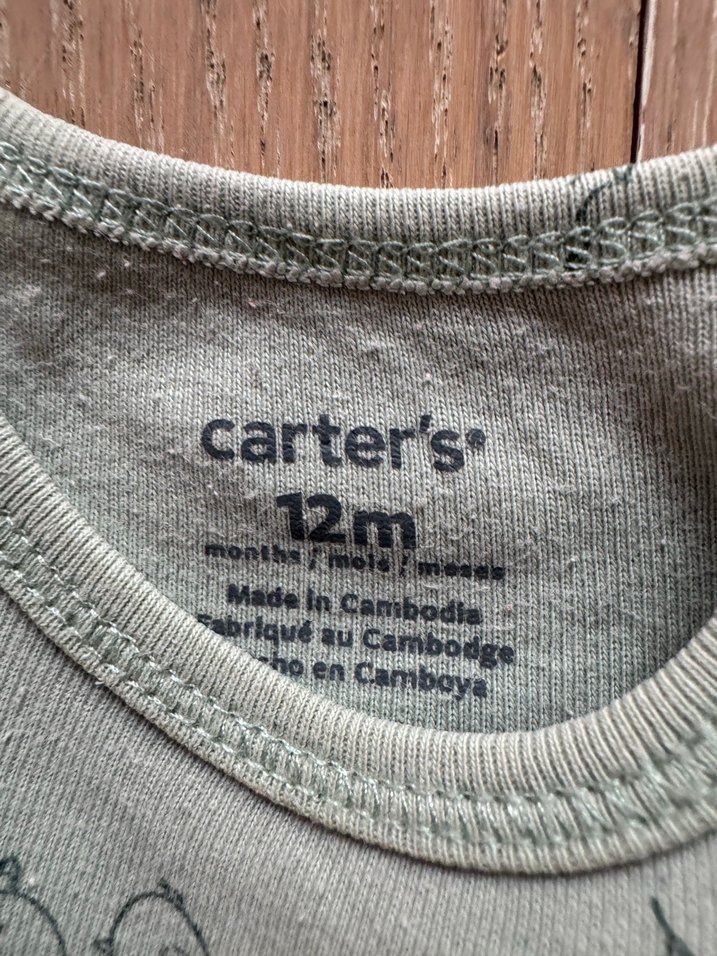 carter's®
12m
months / mois / meses
Made in Cambodia
Fabriqué au Cambodge
en Camboya